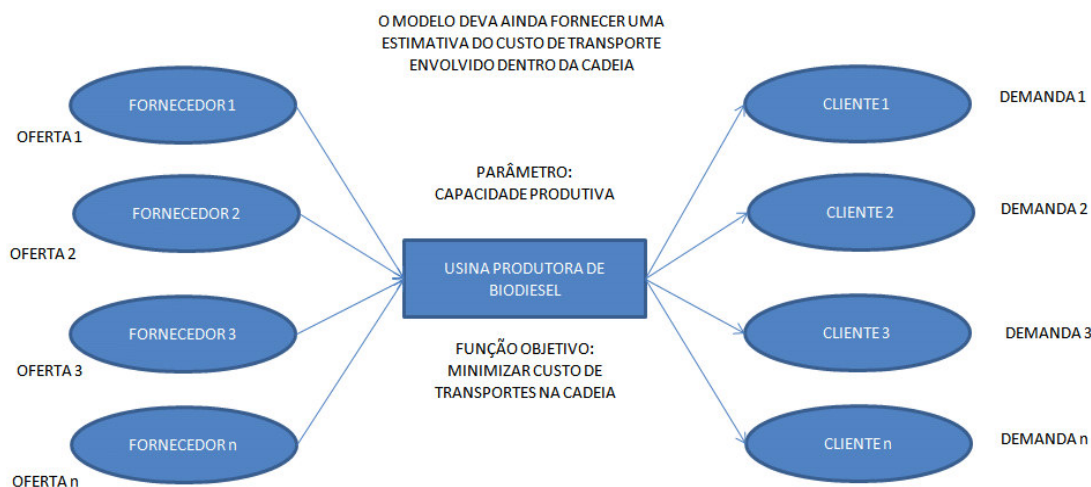 O MODELO DEVA AINDA FORNECER UMA
ESTIMATIVA DO CUSTO DE TRANSPORTE
ENVOLVIDO DENTRO DA CADEIA
FORNECEDOR 1
OFERTA 1
FORNECEDOR 2
OFERTA 2
FORNECEDOR 3
OFERTA 3
FORNECEDOR n
OFERTA n
PARÂMETRO:
CAPACIDADE PRODUTIVA
USINA PRODUTORA DE
BIODIESEL
FUNÇÃO OBJETIVO:
MINIMIZAR CUSTO DE
TRANSPORTES NA CADEIA
CLIENTE 1
DEMANDA 1
CLIENTE 2
DEMANDA 2
CLIENTE 3
DEMANDA 3
CLIENTE n
DEMANDA n